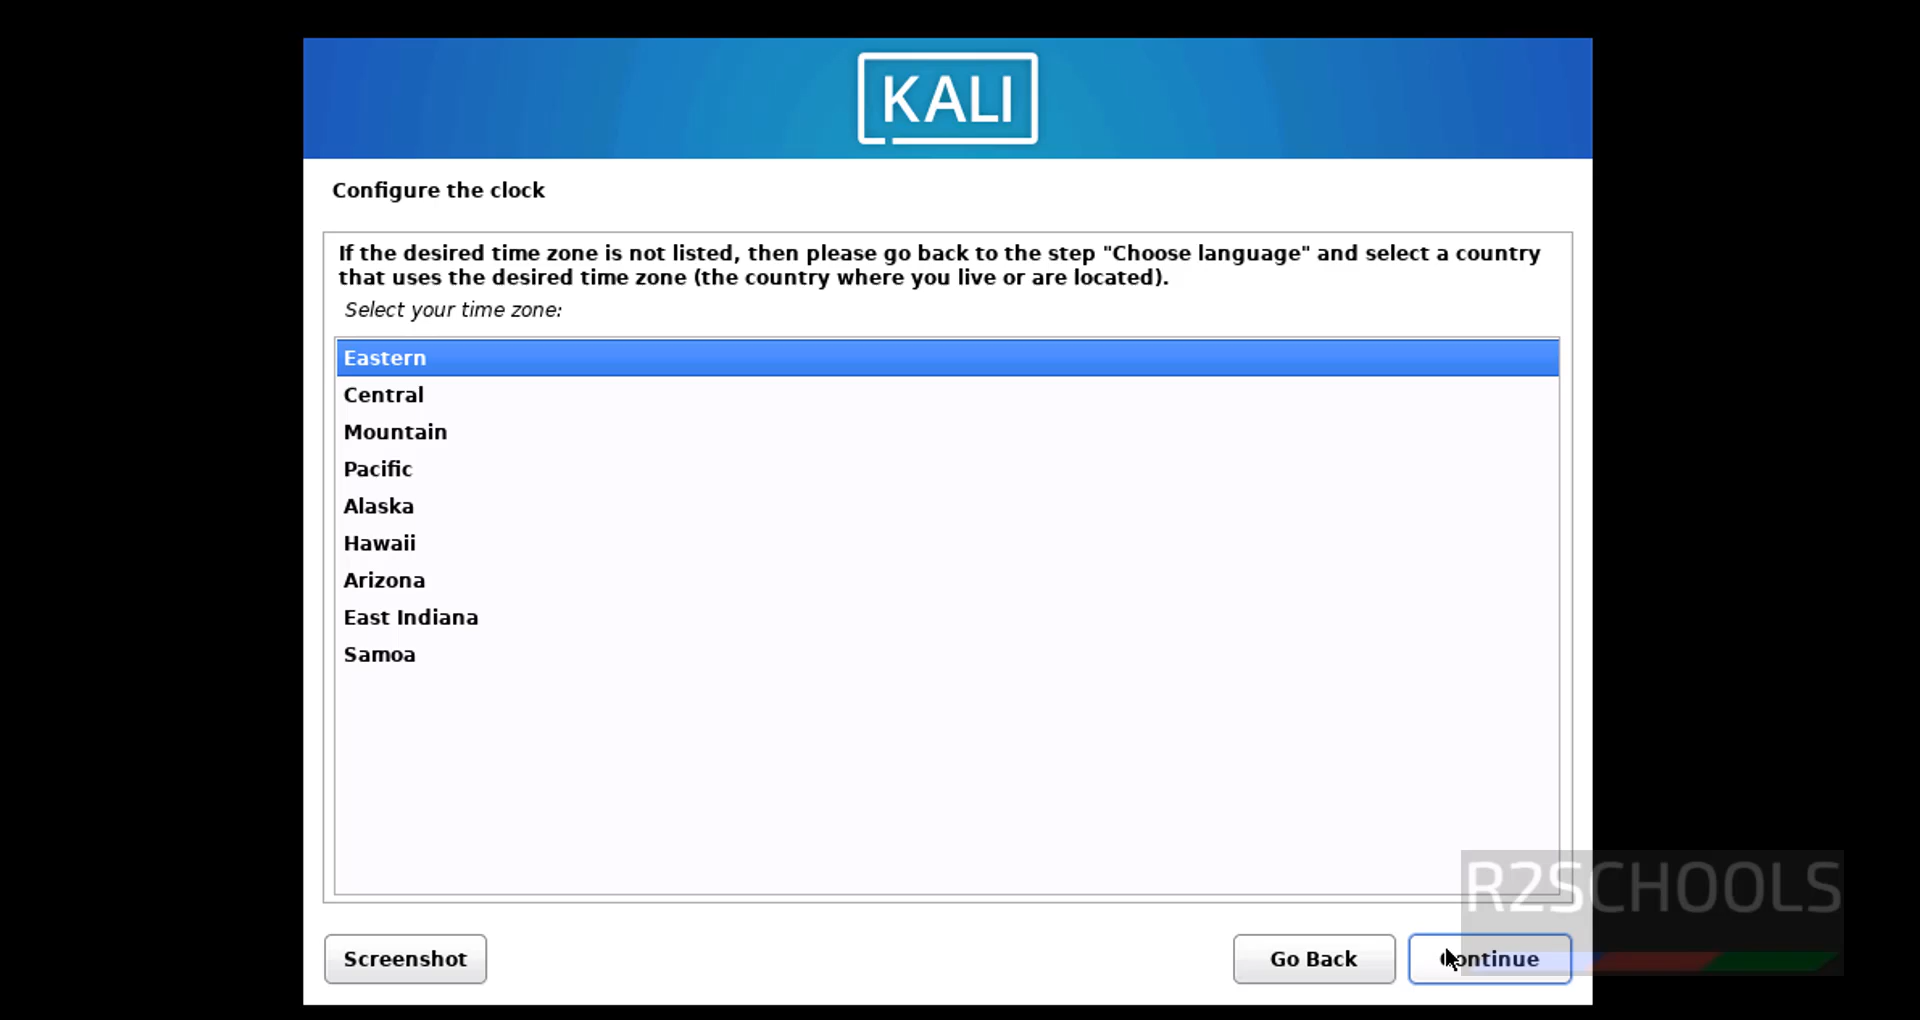 KALI
Configure the clock
If the desired time zone is not listed, then please go back to the step "Choose language" and select a country
that uses the desired time zone (the country where you live or are located).
Select your time zone:
Eastern
Central
Mountain
Pacific
Alaska
Hawaii
Arizona
East Indiana
Samoa
R2SCHOOLS
Screenshot
Go Back
Continue